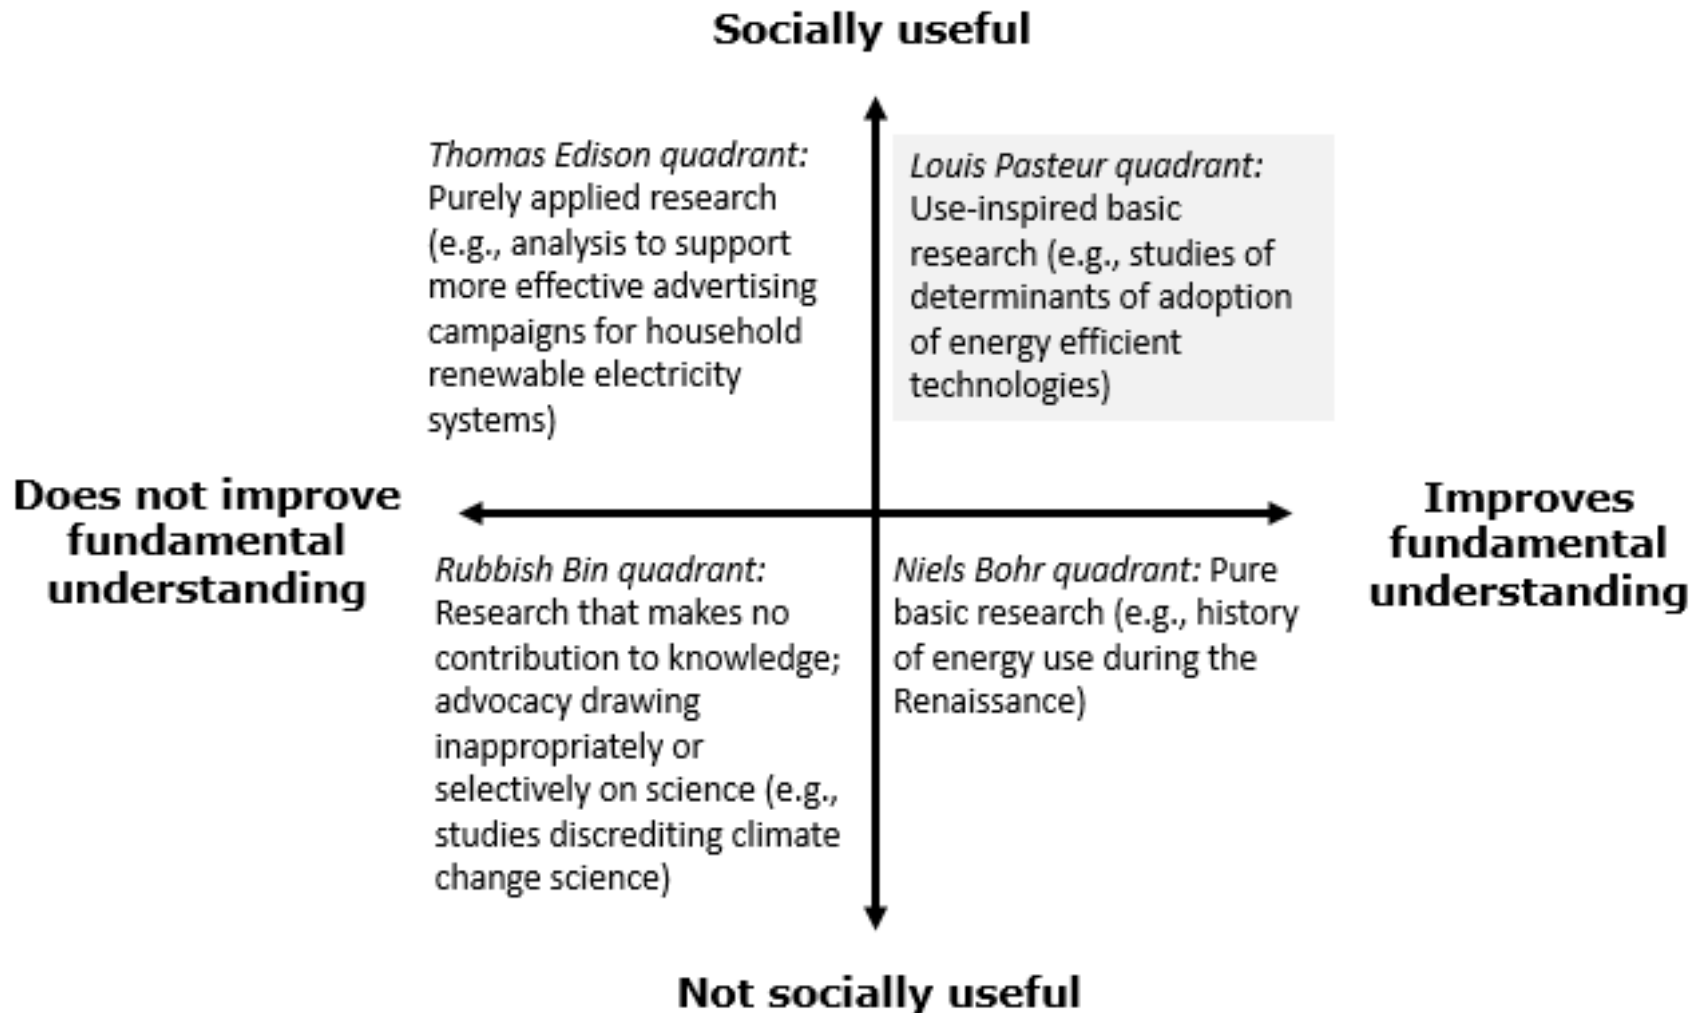 Socially useful
Thomas Edison quadrant:
Purely applied research
(e.g., analysis to support
more effective advertising
campaigns for household
renewable electricity
systems)
Louis Pasteur quadrant:
Use-inspired basic
research (e.g., studies of
determinants of adoption
of energy efficient
technologies)
Does not improve
fundamental
understanding
Improves
fundamental
understanding
Rubbish Bin quadrant:
Research that makes no
contribution to knowledge;
advocacy drawing
inappropriately or
selectively on science (e.g.,
studies discrediting climate
change science)
Niels Bohr quadrant: Pure
basic research (e.g., history
of energy use during the
Renaissance)
Not socially useful